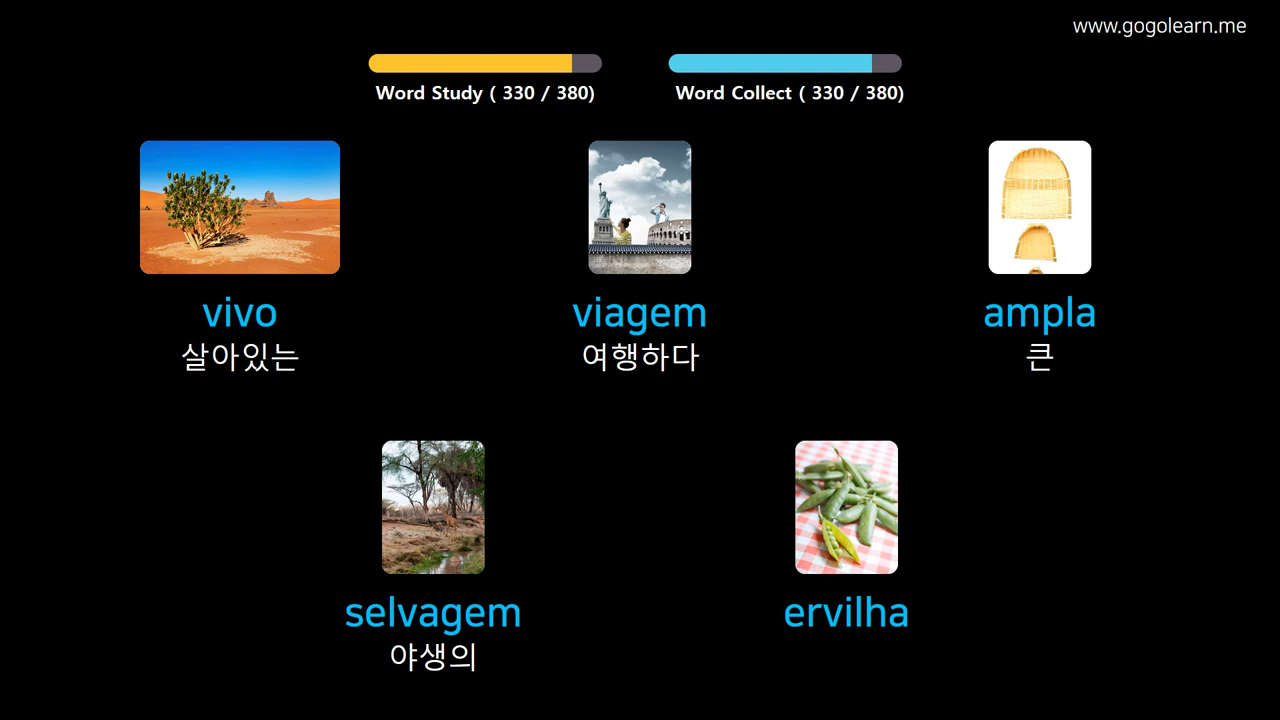 www.gogolearn.me
Word Study ( 330 / 380)
Word Collect ( 330 / 380)
vivo
살아있는
viagem
여행하다
ampla
큰
selvagem
야생의
ervilha